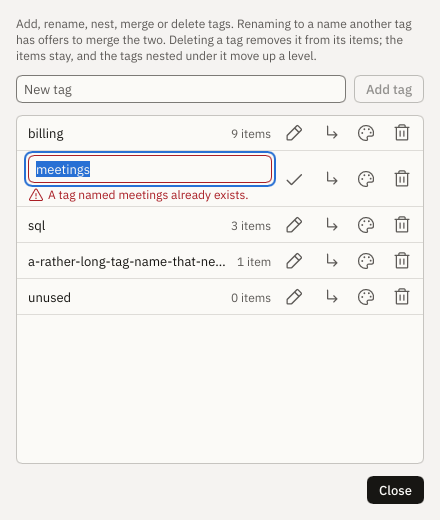 Add, rename, nest, merge or delete tags. Renaming to a name another tag
has offers to merge the two. Deleting a tag removes it from its items; the
items stay, and the tags nested under it move up a level.
New tag
Add tag
billing 9 items
meetings
A tag named meetings already exists.
sql 3 items
a-rather-long-tag-name-that-ne... 1 item
unused 0 items
Close